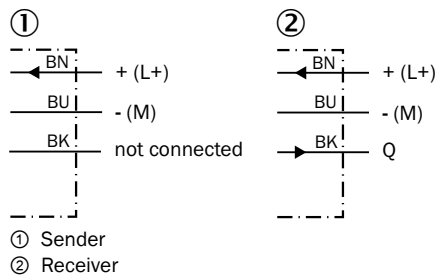 ① ②
BN + (L+) BN + (L+)
BU - (M) BU - (M)
BK not connected BK Q
① Sender
② Receiver